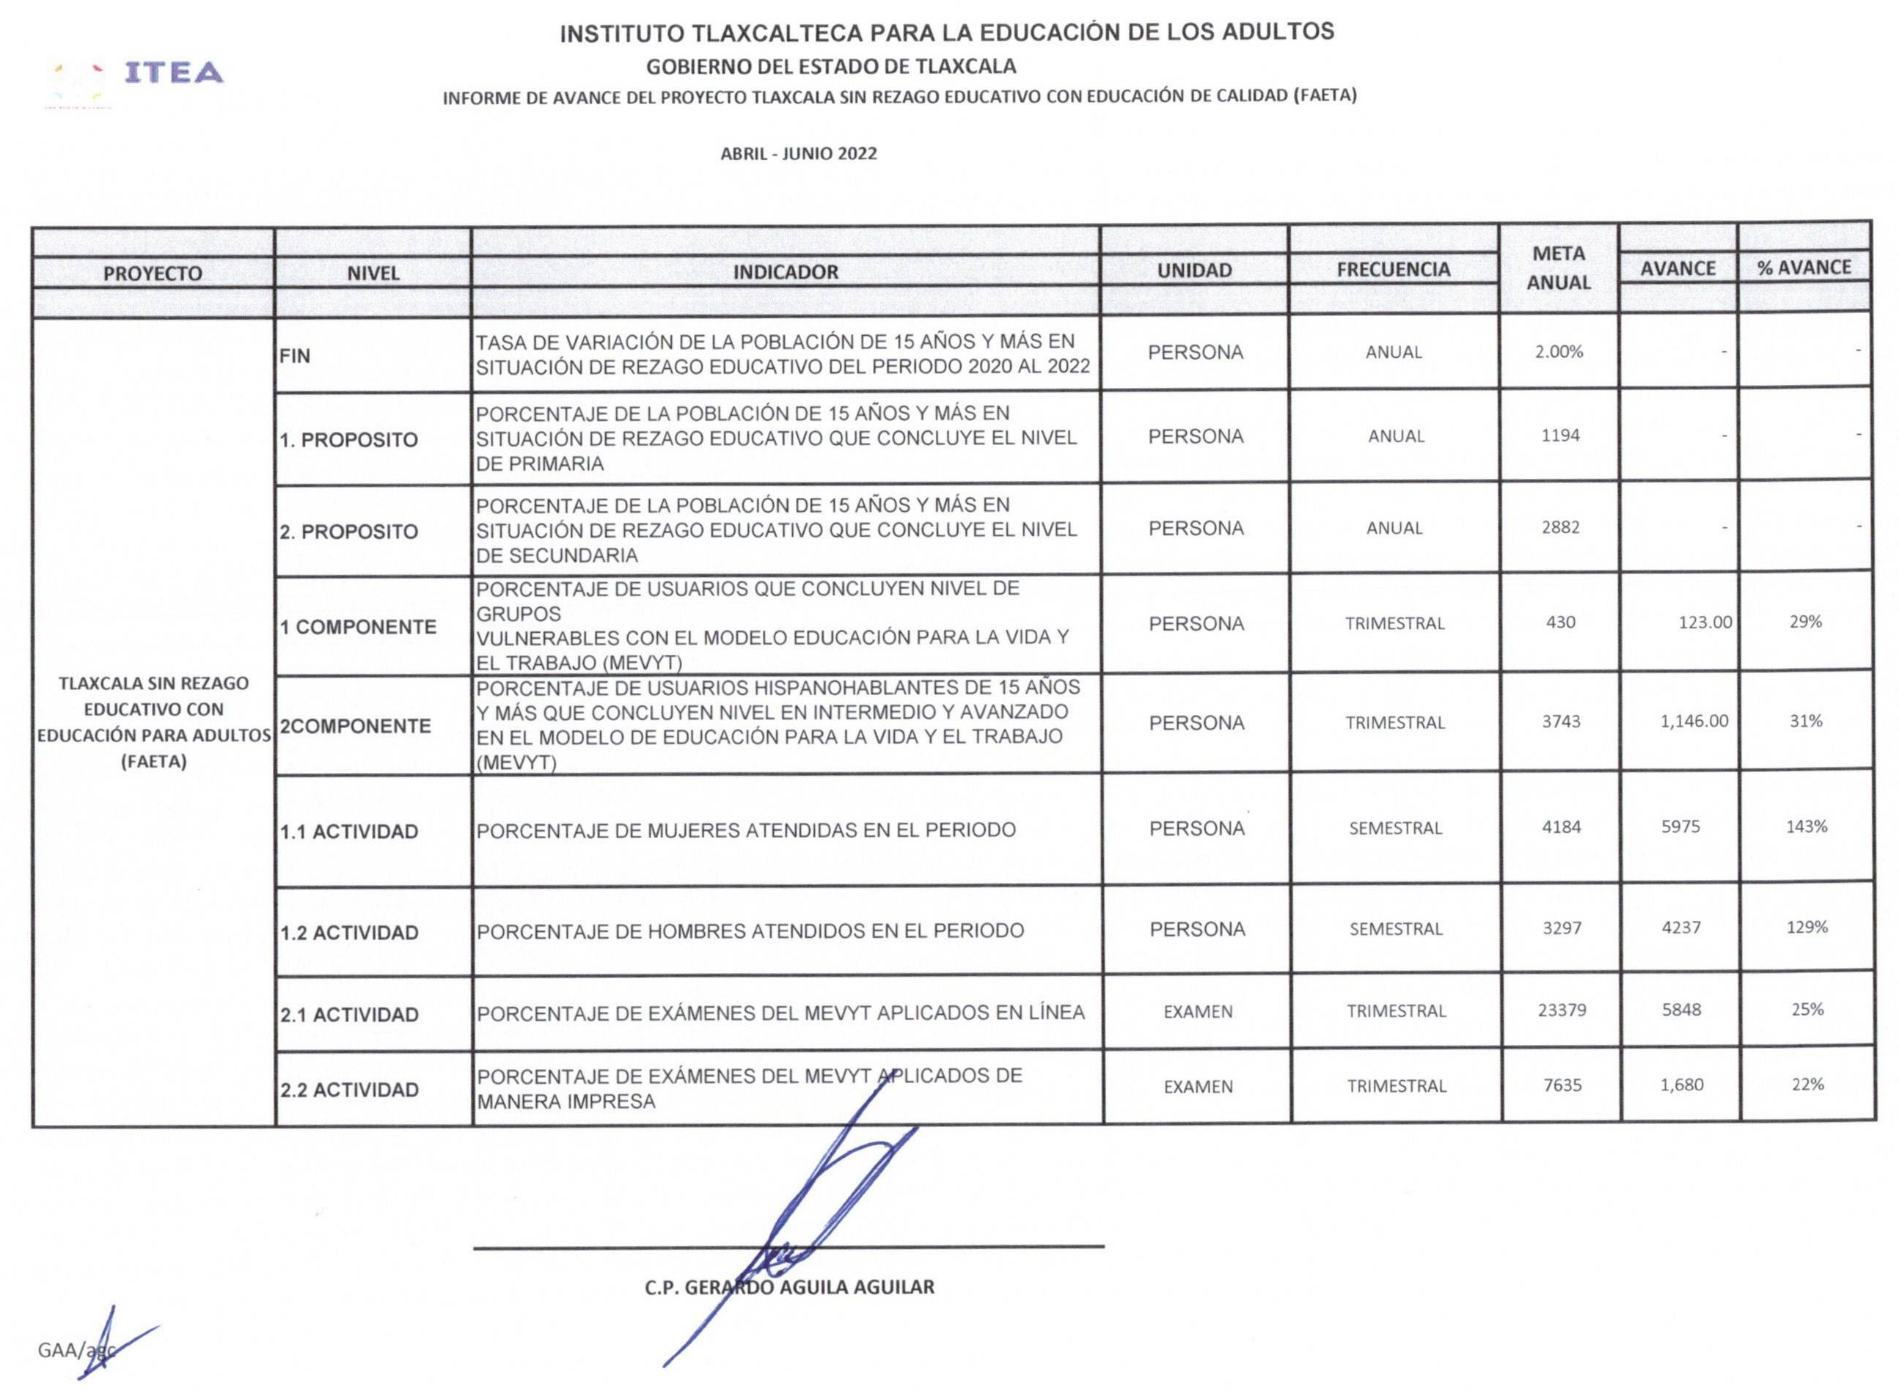 INSTITUTO TLAXCALTECA PARA LA EDUCACIÓN DE LOS ADULTOS
ITEA
GOBIERNO DEL ESTADO DE TLAXCALA
INFORME DE AVANCE DEL PROYECTO TLAXCALA SIN REZAGO EDUCATIVO CON EDUCACIÓN DE CALIDAD (FAETA)
ABRIL - JUNIO 2022
PROYECTO NIVEL INDICADOR UNIDAD FRECUENCIA META ANUAL AVANCE % AVANCE
TLAXCALA SIN REZAGO
EDUCATIVO CON
EDUCACIÓN PARA ADULTOS
(FAETA)
FIN
TASA DE VARIACIÓN DE LA POBLACIÓN DE 15 AÑOS Y MÁS EN
SITUACIÓN DE REZAGO EDUCATIVO DEL PERIODO 2020 AL 2022
PERSONA ANUAL 2.00% - -
1. PROPOSITO
PORCENTAJE DE LA POBLACIÓN DE 15 AÑOS Y MÁS EN
SITUACIÓN DE REZAGO EDUCATIVO QUE CONCLUYE EL NIVEL
DE PRIMARIA
PERSONA ANUAL 1194 - -
2. PROPOSITO
PORCENTAJE DE LA POBLACIÓN DE 15 AÑOS Y MÁS EN
SITUACIÓN DE REZAGO EDUCATIVO QUE CONCLUYE EL NIVEL
DE SECUNDARIA
PERSONA ANUAL 2882 - -
1 COMPONENTE
PORCENTAJE DE USUARIOS QUE CONCLUYEN NIVEL DE
GRUPOS
VULNERABLES CON EL MODELO EDUCACIÓN PARA LA VIDA Y
EL TRABAJO (MEVYT)
PERSONA TRIMESTRAL 430 123.00 29%
2COMPONENTE
PORCENTAJE DE USUARIOS HISPANOHABLANTES DE 15 AÑOS
Y MÁS QUE CONCLUYEN NIVEL EN INTERMEDIO Y AVANZADO
EN EL MODELO DE EDUCACIÓN PARA LA VIDA Y EL TRABAJO
(MEVYT)
PERSONA TRIMESTRAL 3743 1,146.00 31%
1.1 ACTIVIDAD PORCENTAJE DE MUJERES ATENDIDAS EN EL PERIODO PERSONA SEMESTRAL 4184 5975 143%
1.2 ACTIVIDAD PORCENTAJE DE HOMBRES ATENDIDOS EN EL PERIODO PERSONA SEMESTRAL 3297 4237 129%
2.1 ACTIVIDAD PORCENTAJE DE EXÁMENES DEL MEVYT APLICADOS EN LÍNEA EXAMEN TRIMESTRAL 23379 5848 25%
2.2 ACTIVIDAD
PORCENTAJE DE EXÁMENES DEL MEVYT APLICADOS DE
MANERA IMPRESA
EXAMEN TRIMESTRAL 7635 1,680 22%
C.P. GERARDO AGUILA AGUILAR
GAA/agc